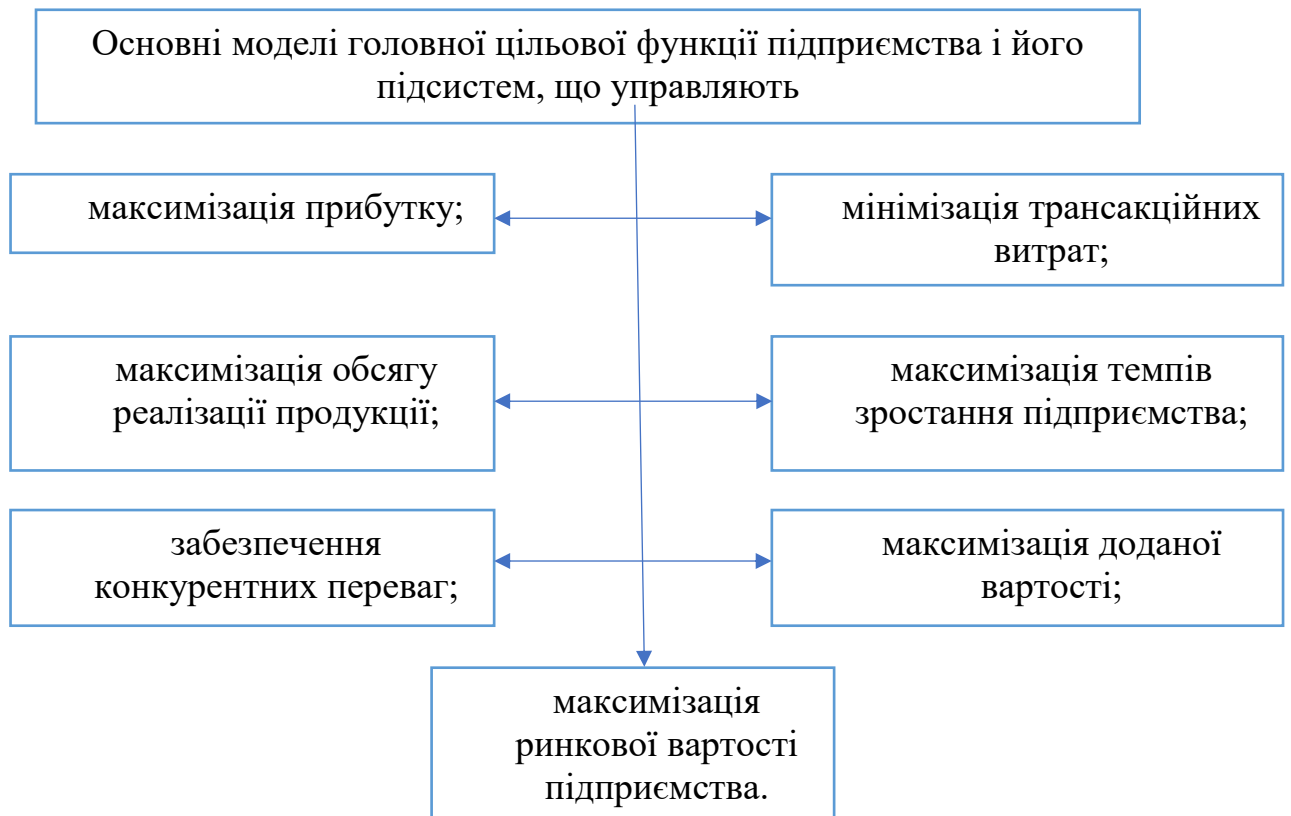 Основні моделі головної цільової функції підприємства і його
підсистем, що управляють
максимізація прибутку;
мінімізація трансакційних
витрат;
максимізація обсягу
реалізації продукції;
максимізація темпів
зростання підприємства;
забезпечення
конкурентних переваг;
максимізація доданої
вартості;
максимізація
ринкової вартості
підприємства.